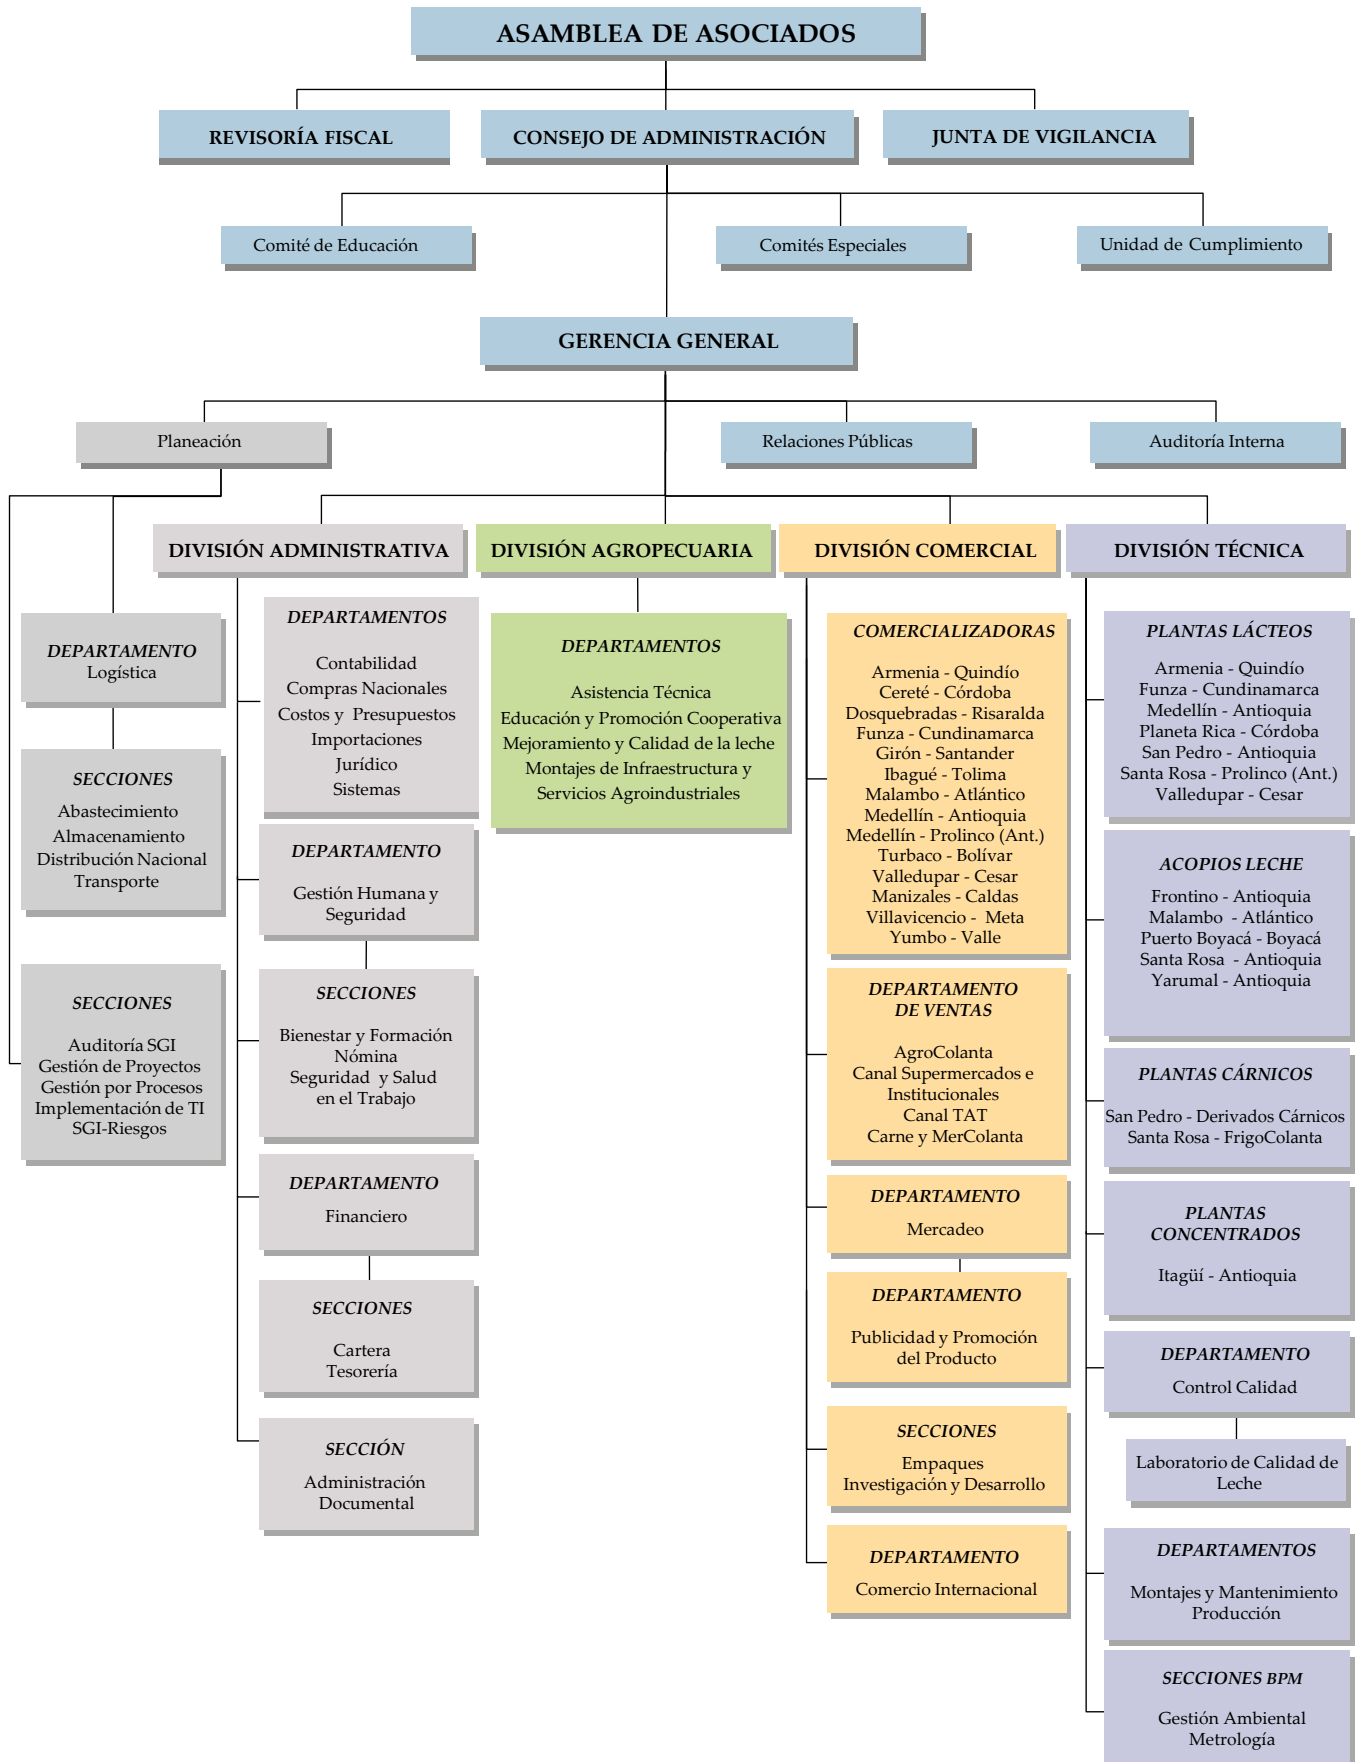 ASAMBLEA DE ASOCIADOS
REVISORÍA FISCAL
CONSEJO DE ADMINISTRACIÓN
JUNTA DE VIGILANCIA
Comité de Educación
Comités Especiales
Unidad de Cumplimiento
GERENCIA GENERAL
Planeación
Relaciones Públicas
Auditoría Interna
DIVISIÓN ADMINISTRATIVA
DIVISIÓN AGROPECUARIA
DIVISIÓN COMERCIAL
DIVISIÓN TÉCNICA
DEPARTAMENTO
Logística
SECCIONES
Abastecimiento
Almacenamiento
Distribución Nacional
Transporte
SECCIONES
Auditoría SGI
Gestión de Proyectos
Gestión por Procesos
Implementación de TI
SGI-Riesgos
DEPARTAMENTOS
Contabilidad
Compras Nacionales
Costos y Presupuestos
Importaciones
Jurídico
Sistemas
DEPARTAMENTO
Gestión Humana y
Seguridad
SECCIONES
Bienestar y Formación
Nómina
Seguridad y Salud
en el Trabajo
DEPARTAMENTO
Financiero
SECCIONES
Cartera
Tesorería
SECCIÓN
Administración
Documental
DEPARTAMENTOS
Asistencia Técnica
Educación y Promoción Cooperativa
Mejoramiento y Calidad de la leche
Montajes de Infraestructura y
Servicios Agroindustriales
COMERCIALIZADORAS
Armenia - Quindío
Cereté - Córdoba
Dosquebradas - Risaralda
Funza - Cundinamarca
Girón - Santander
Ibagué - Tolima
Malambo - Atlántico
Medellín - Antioquia
Medellín - Prolinco (Ant.)
Turbaco - Bolívar
Valledupar - Cesar
Manizales - Caldas
Villavicencio - Meta
Yumbo - Valle
DEPARTAMENTO
DE VENTAS
AgroColanta
Canal Supermercados e
Institucionales
Canal TAT
Carne y MerColanta
DEPARTAMENTO
Mercadeo
DEPARTAMENTO
Publicidad y Promoción
del Producto
SECCIONES
Empaques
Investigación y Desarrollo
DEPARTAMENTO
Comercio Internacional
PLANTAS LÁCTEOS
Armenia - Quindío
Funza - Cundinamarca
Medellín - Antioquia
Planeta Rica - Córdoba
San Pedro - Antioquia
Santa Rosa - Prolinco (Ant.)
Valledupar - Cesar
ACOPIOS LECHE
Frontino - Antioquia
Malambo - Atlántico
Puerto Boyacá - Boyacá
Santa Rosa - Antioquia
Yarumal - Antioquia
PLANTAS CÁRNICOS
San Pedro - Derivados Cárnicos
Santa Rosa - FrigoColanta
PLANTAS
CONCENTRADOS
Itagüí - Antioquia
DEPARTAMENTO
Control Calidad
Laboratorio de Calidad de
Leche
DEPARTAMENTOS
Montajes y Mantenimiento
Producción
SECCIONES BPM
Gestión Ambiental
Metrología